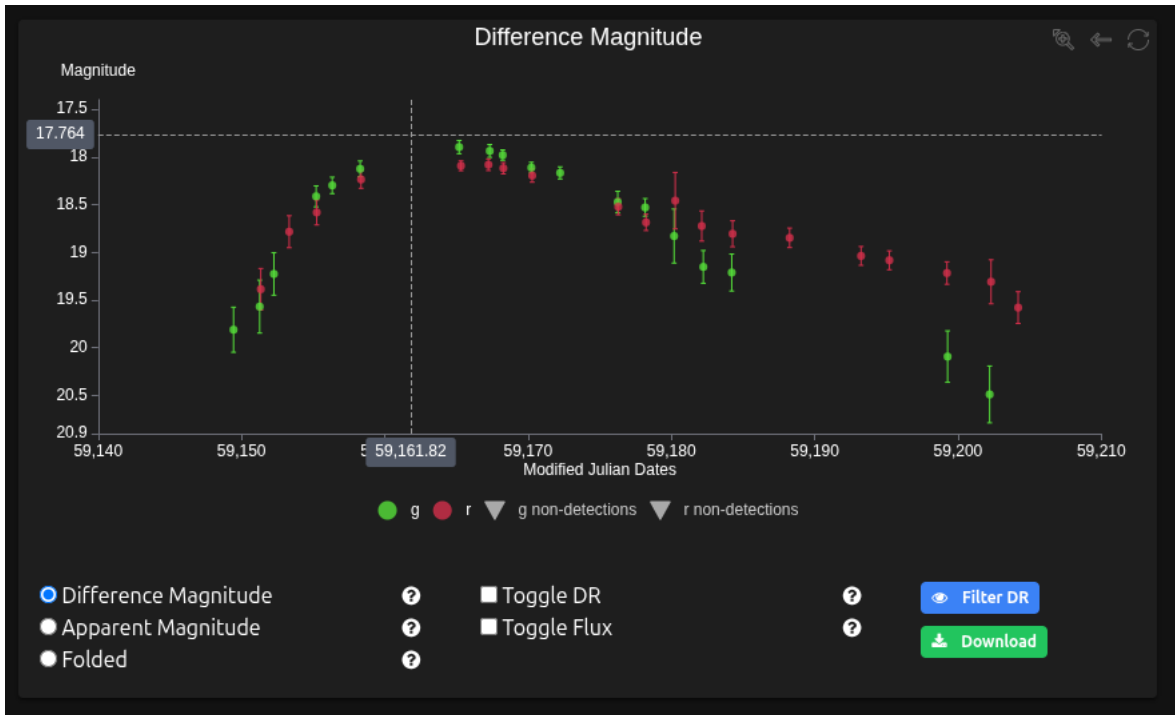 Difference Magnitude
Magnitude
17.5
17.764
18
18.5
19
19.5
20
20.5
20.9
59,140 59,150 59,161.82 59,170 59,180 59,190 59,200 59,210
Modified Julian Dates
g r g non-detections r non-detections
Difference Magnitude ? Toggle DR ? Filter DR
Apparent Magnitude ? Toggle Flux ? Download
Folded ?